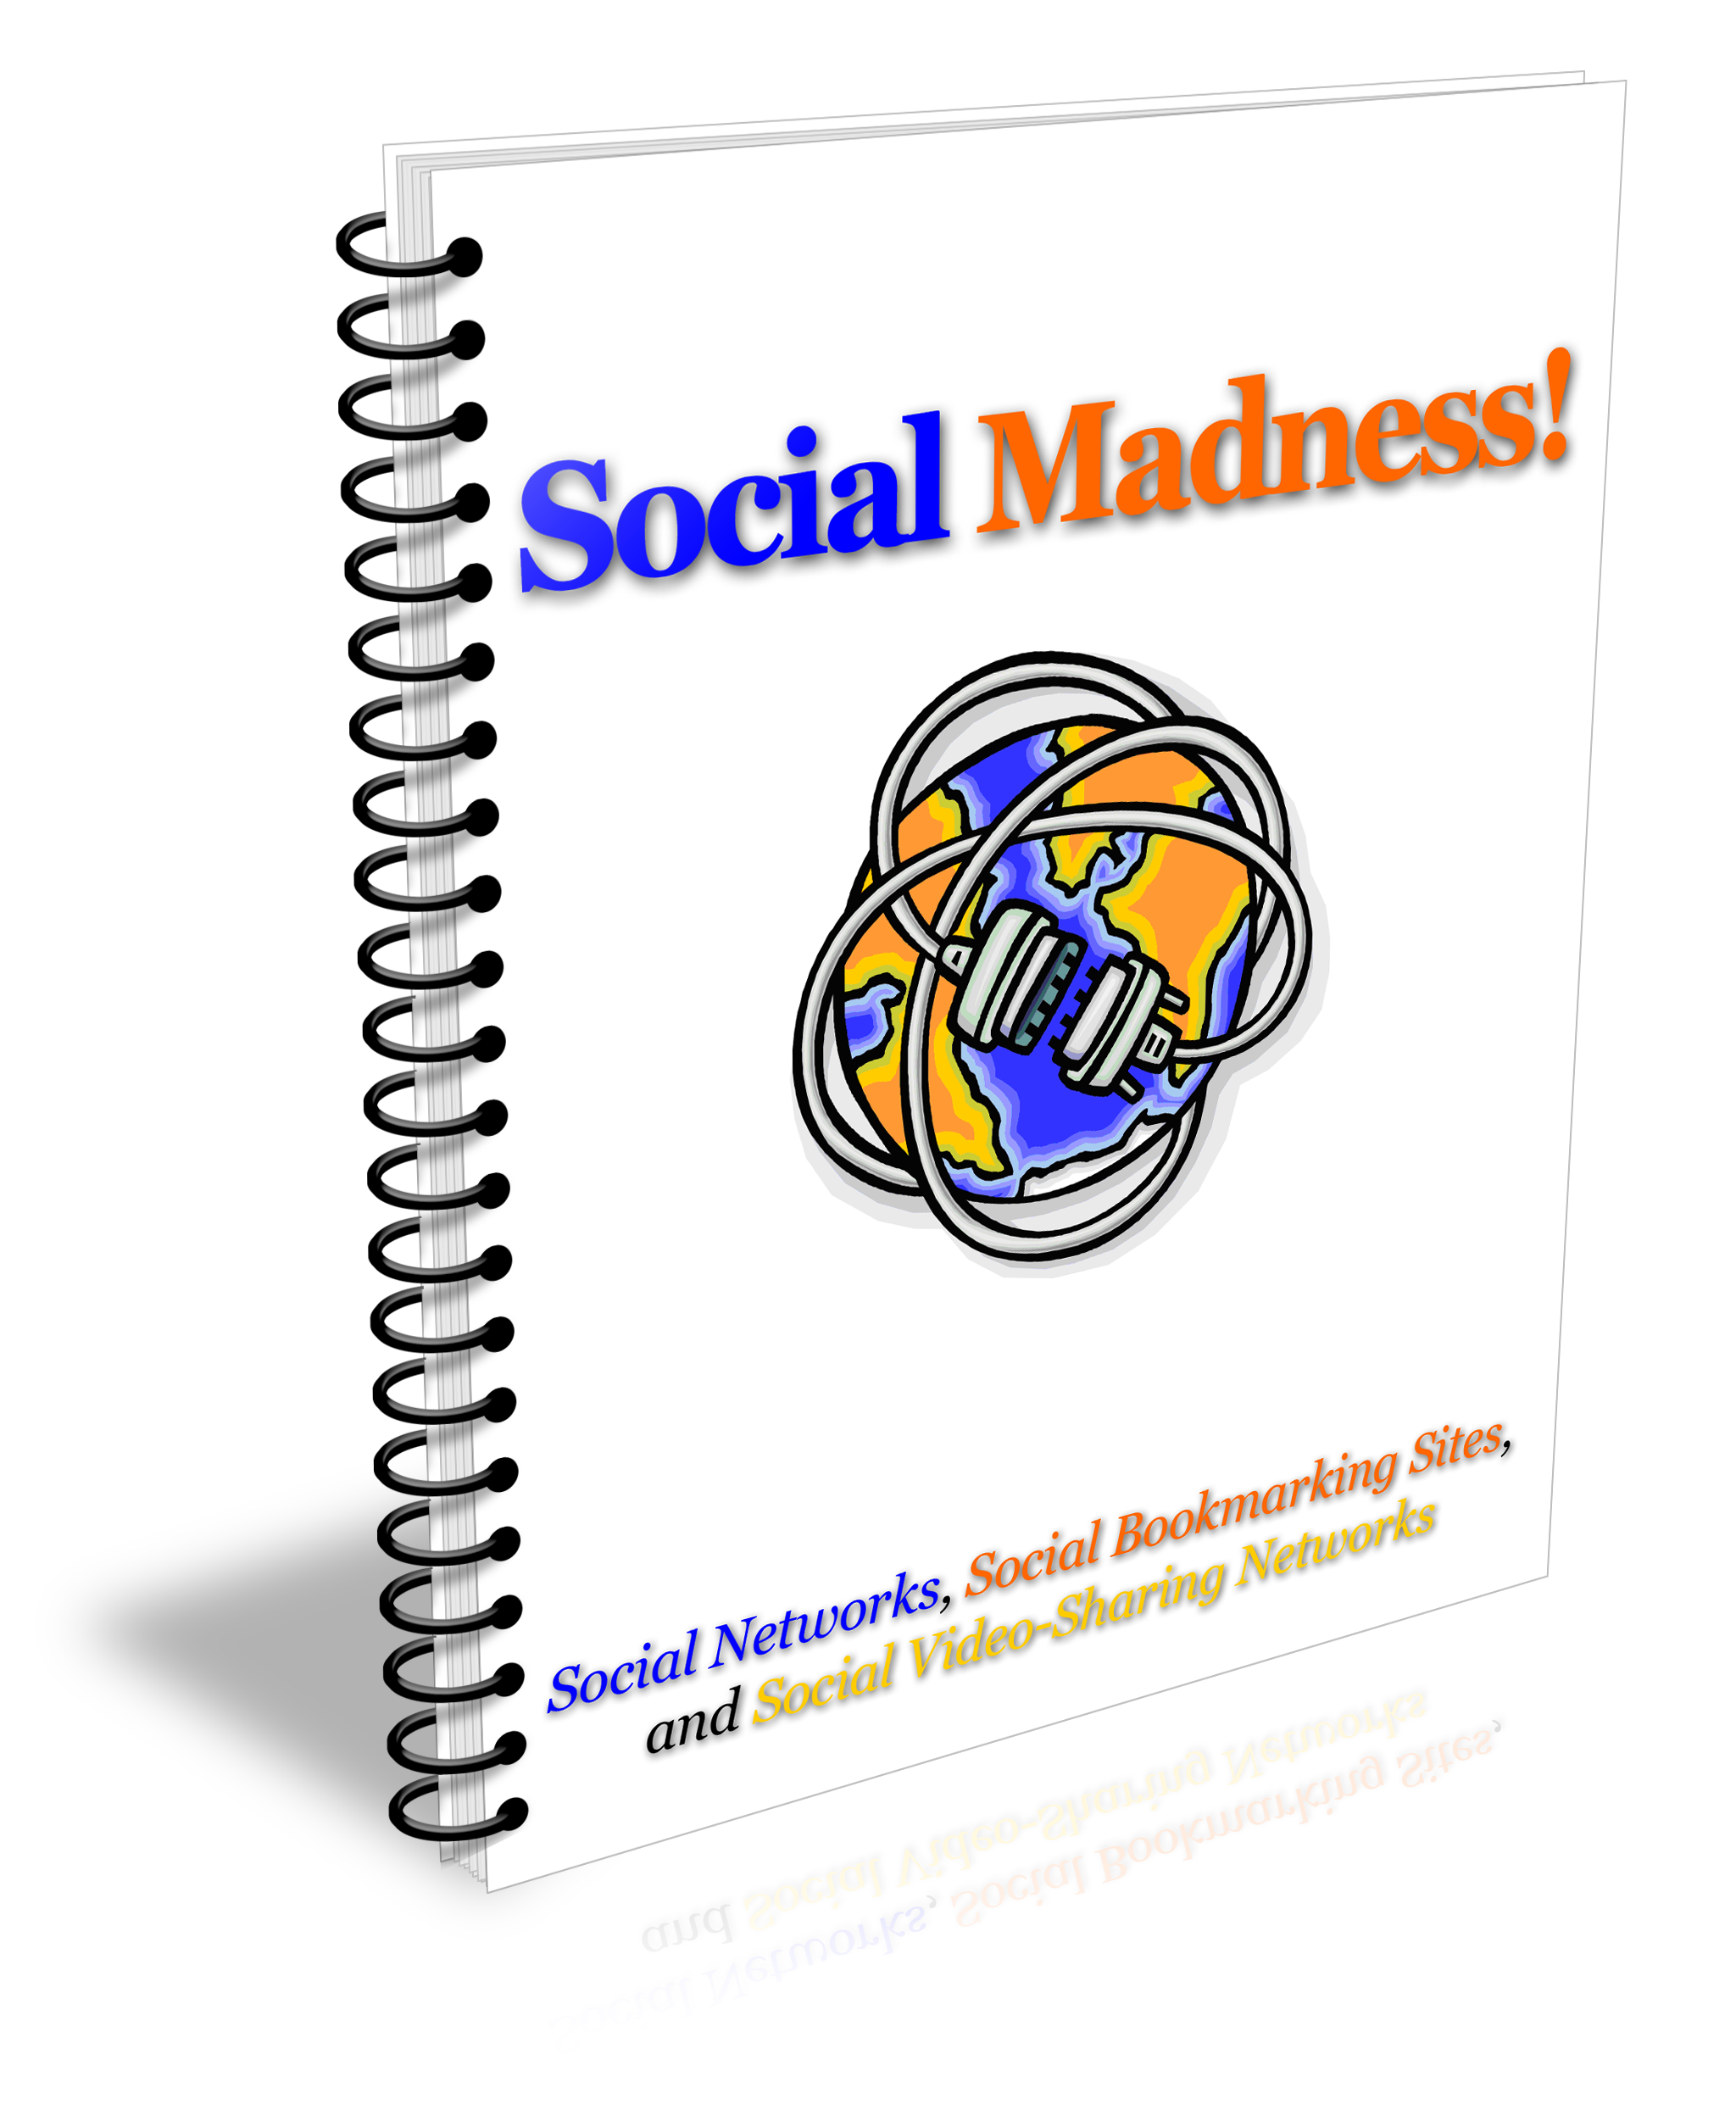 Social Madness!
Social Networks, Social Bookmarking Sites,
and Social Video-Sharing Networks